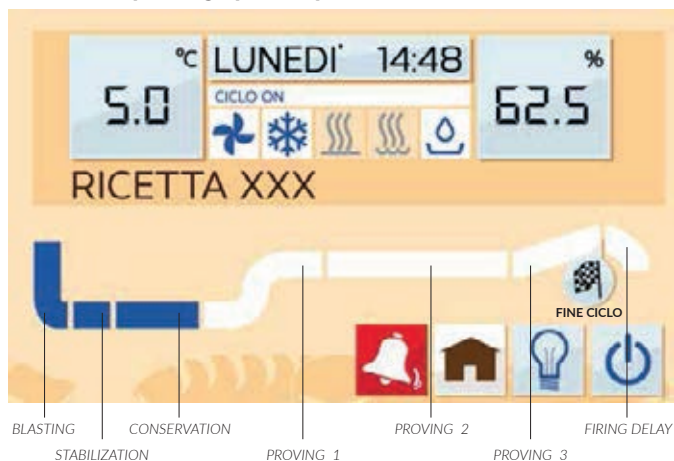 °C LUNEDI' 14:48 %
5.0 CICLO ON 62.5
RICETTA XXX
FINE CICLO
BLASTING CONSERVATION PROVING 2 FIRING DELAY
STABILIZATION PROVING 1 PROVING 3